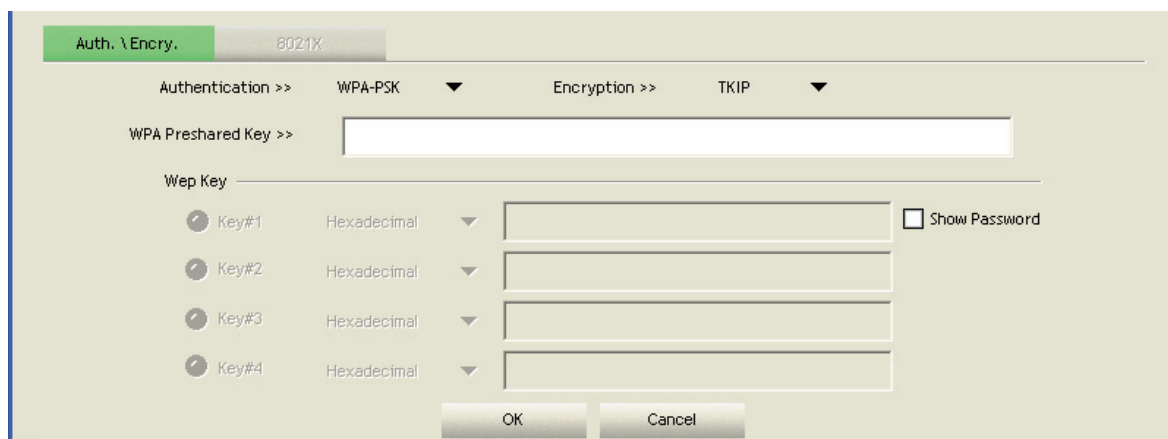 Auth. \ Encry. 8021X
Authentication >> WPA-PSK Encryption >> TKIP
WPA Preshared Key >>
Wep Key
Key#1 Hexadecimal Show Password
Key#2 Hexadecimal
Key#3 Hexadecimal
Key#4 Hexadecimal
OK Cancel